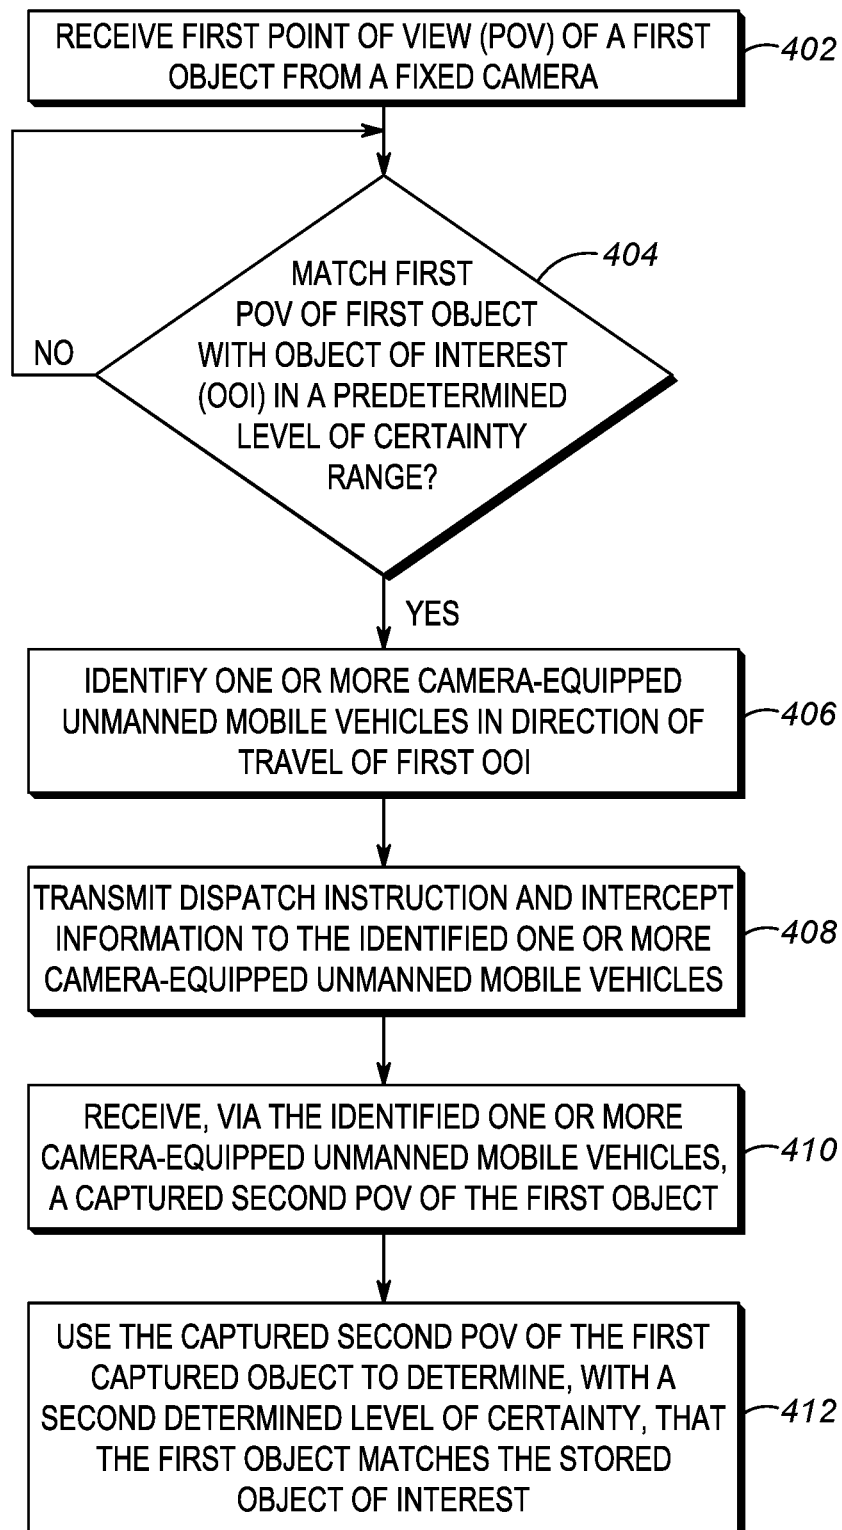 RECEIVE FIRST POINT OF VIEW (POV) OF A FIRST
OBJECT FROM A FIXED CAMERA
402
MATCH FIRST
POV OF FIRST OBJECT
WITH OBJECT OF INTEREST
(OOI) IN A PREDETERMINED
LEVEL OF CERTAINTY
RANGE?
404
NO
YES
IDENTIFY ONE OR MORE CAMERA-EQUIPPED
UNMANNED MOBILE VEHICLES IN DIRECTION OF
TRAVEL OF FIRST OOI
406
TRANSMIT DISPATCH INSTRUCTION AND INTERCEPT
INFORMATION TO THE IDENTIFIED ONE OR MORE
CAMERA-EQUIPPED UNMANNED MOBILE VEHICLES
408
RECEIVE, VIA THE IDENTIFIED ONE OR MORE
CAMERA-EQUIPPED UNMANNED MOBILE VEHICLES,
A CAPTURED SECOND POV OF THE FIRST OBJECT
410
USE THE CAPTURED SECOND POV OF THE FIRST
CAPTURED OBJECT TO DETERMINE, WITH A
SECOND DETERMINED LEVEL OF CERTAINTY, THAT
THE FIRST OBJECT MATCHES THE STORED
OBJECT OF INTEREST
412